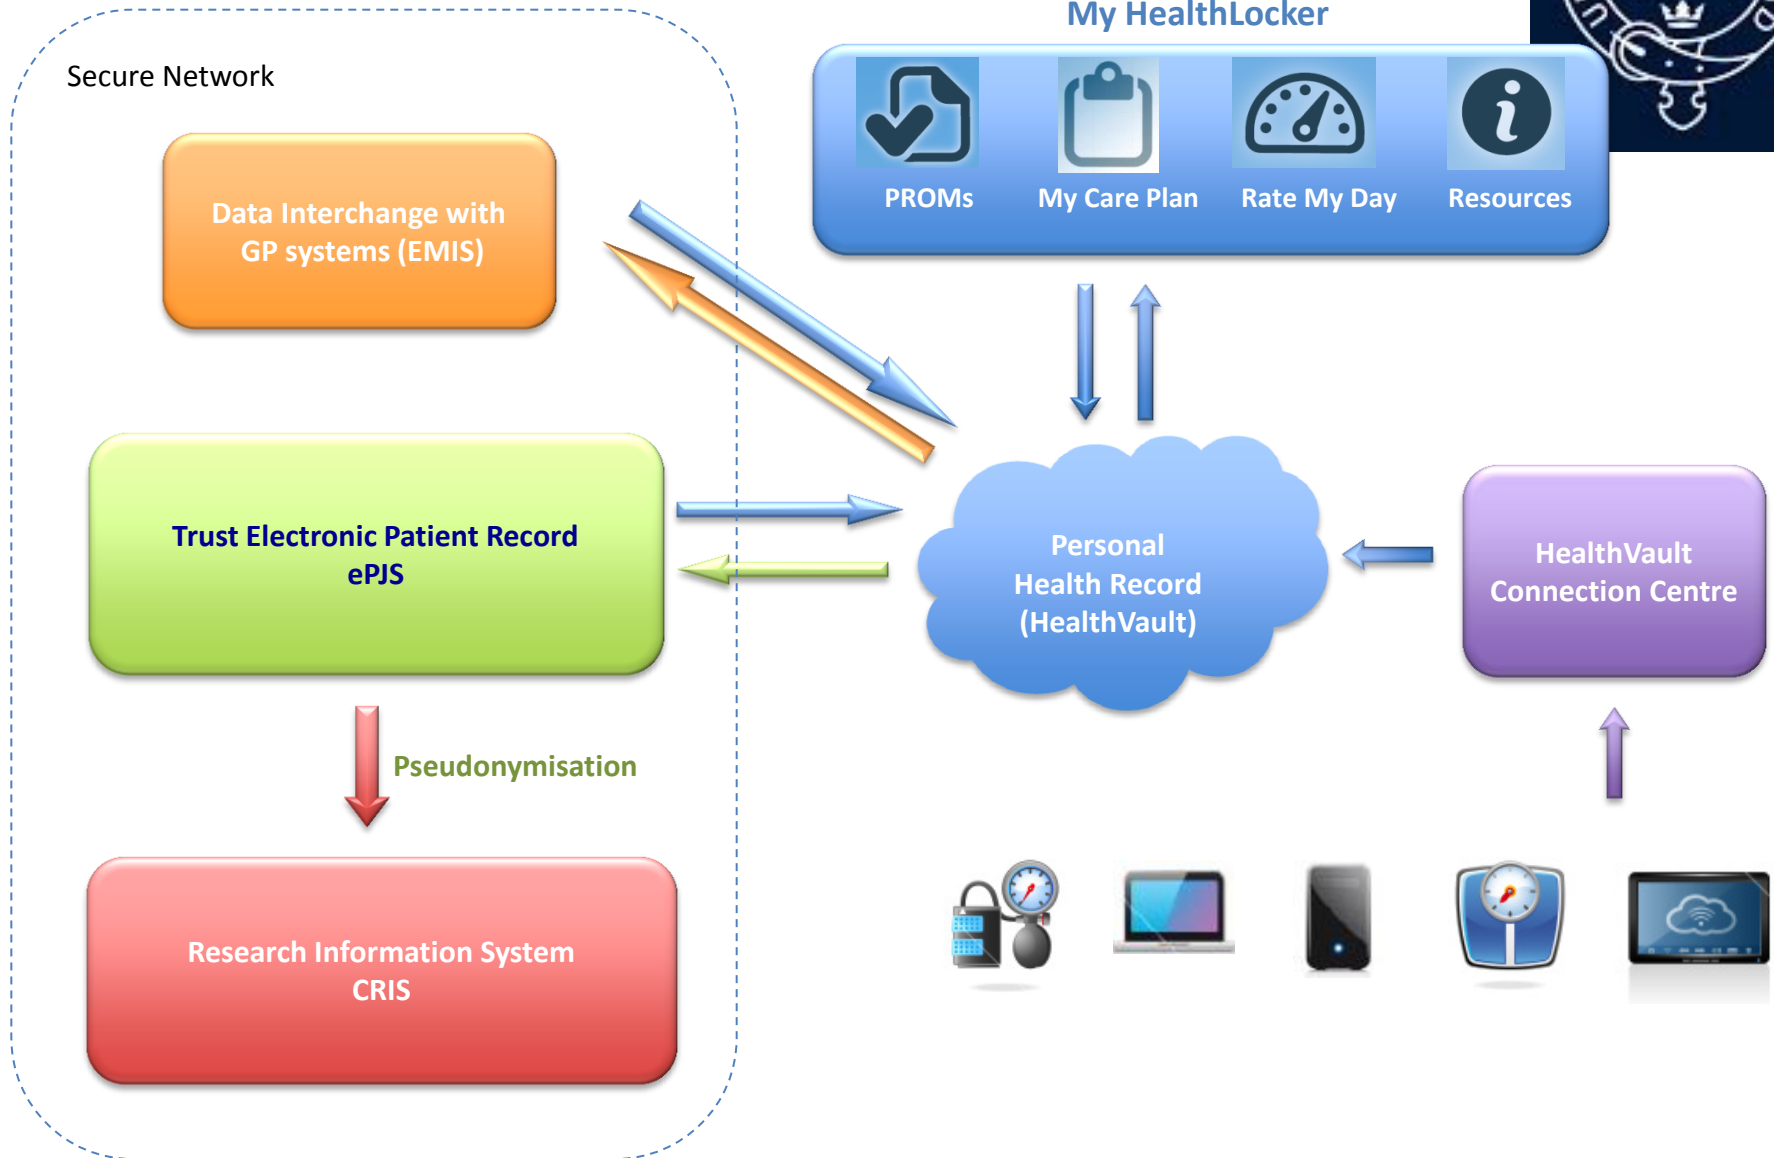 My HealthLocker
Secure Network
PROMs
My Care Plan
Rate My Day
Resources
Data Interchange with
GP systems (EMIS)
Trust Electronic Patient Record
ePJS
Personal
Health Record
(HealthVault)
HealthVault
Connection Centre
Pseudonymisation
Research Information System
CRIS